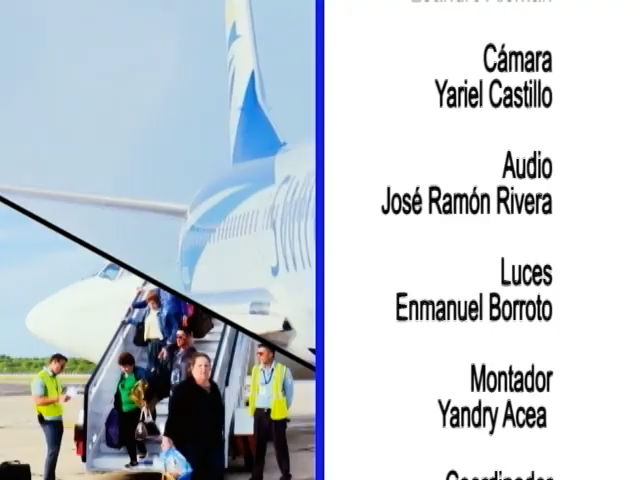 Cámara
Yariel Castillo
Audio
José Ramón Rivera
Luces
Enmanuel Borroto
Montador
Yandry Acea